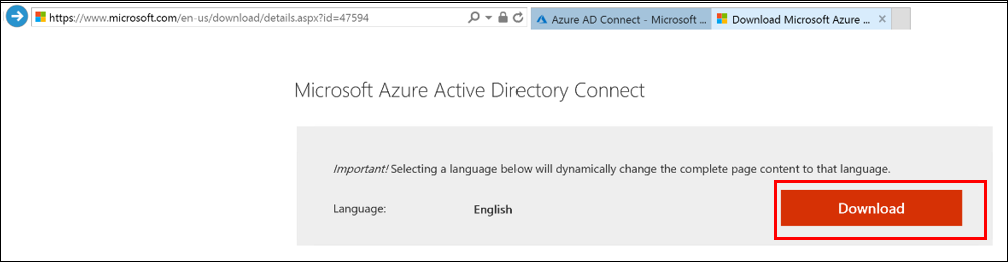 https://www.microsoft.com/en-us/download/details.aspx?id=47594
Azure AD Connect - Microsoft ...
Download Microsoft Azure ...
Microsoft Azure Active Directory Connect
Important! Selecting a language below will dynamically change the complete page content to that language.
Language: English Download